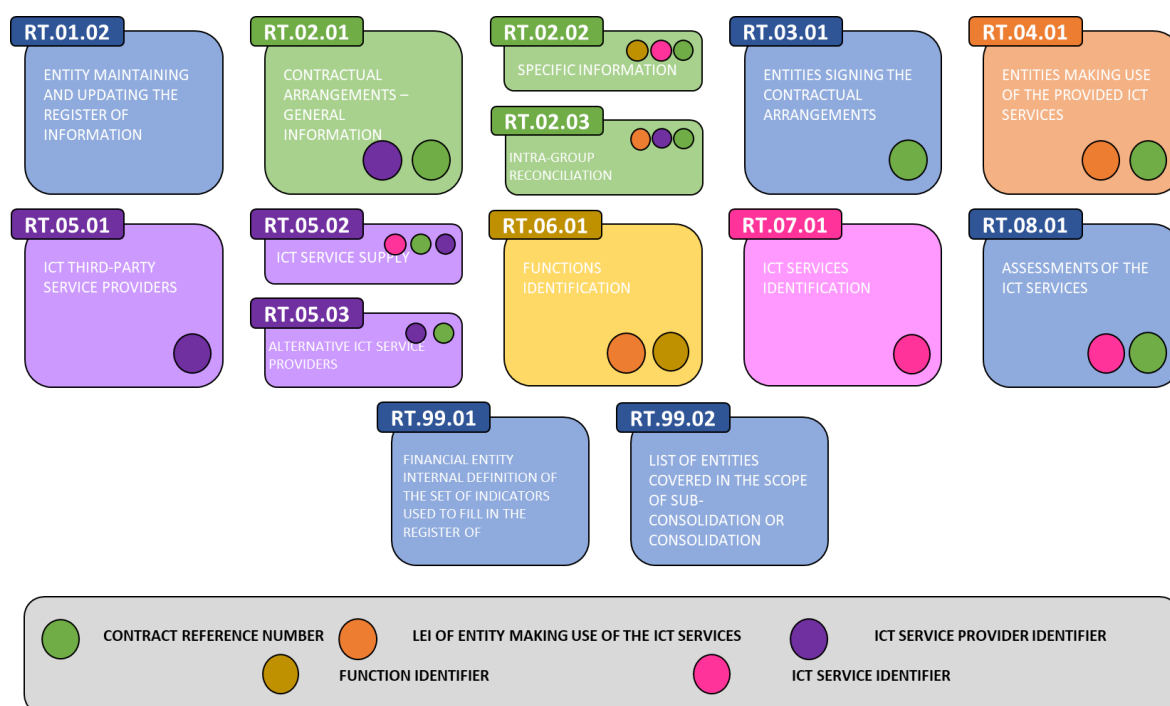 RT.01.02
ENTITY MAINTAINING
AND UPDATING THE
REGISTER OF
INFORMATION
RT.02.01
CONTRACTUAL
ARRANGEMENTS –
GENERAL
INFORMATION
RT.02.02
SPECIFIC INFORMATION
RT.02.03
INTRA-GROUP
RECONCILIATION
RT.03.01
ENTITIES SIGNING THE
CONTRACTUAL
ARRANGEMENTS
RT.04.01
ENTITIES MAKING USE
OF THE PROVIDED ICT
SERVICES
RT.05.01
ICT THIRD-PARTY
SERVICE PROVIDERS
RT.05.02
ICT SERVICE SUPPLY
RT.05.03
ALTERNATIVE ICT SERVICE
PROVIDERS
RT.06.01
FUNCTIONS
IDENTIFICATION
RT.07.01
ICT SERVICES
IDENTIFICATION
RT.08.01
ASSESSMENTS OF THE
ICT SERVICES
RT.99.01
FINANCIAL ENTITY
INTERNAL DEFINITION OF
THE SET OF INDICATORS
USED TO FILL IN THE
REGISTER OF
RT.99.02
LIST OF ENTITIES
COVERED IN THE SCOPE
OF SUB-
CONSOLIDATION OR
CONSOLIDATION
CONTRACT REFERENCE NUMBER
LEI OF ENTITY MAKING USE OF THE ICT SERVICES
ICT SERVICE PROVIDER IDENTIFIER
FUNCTION IDENTIFIER
ICT SERVICE IDENTIFIER